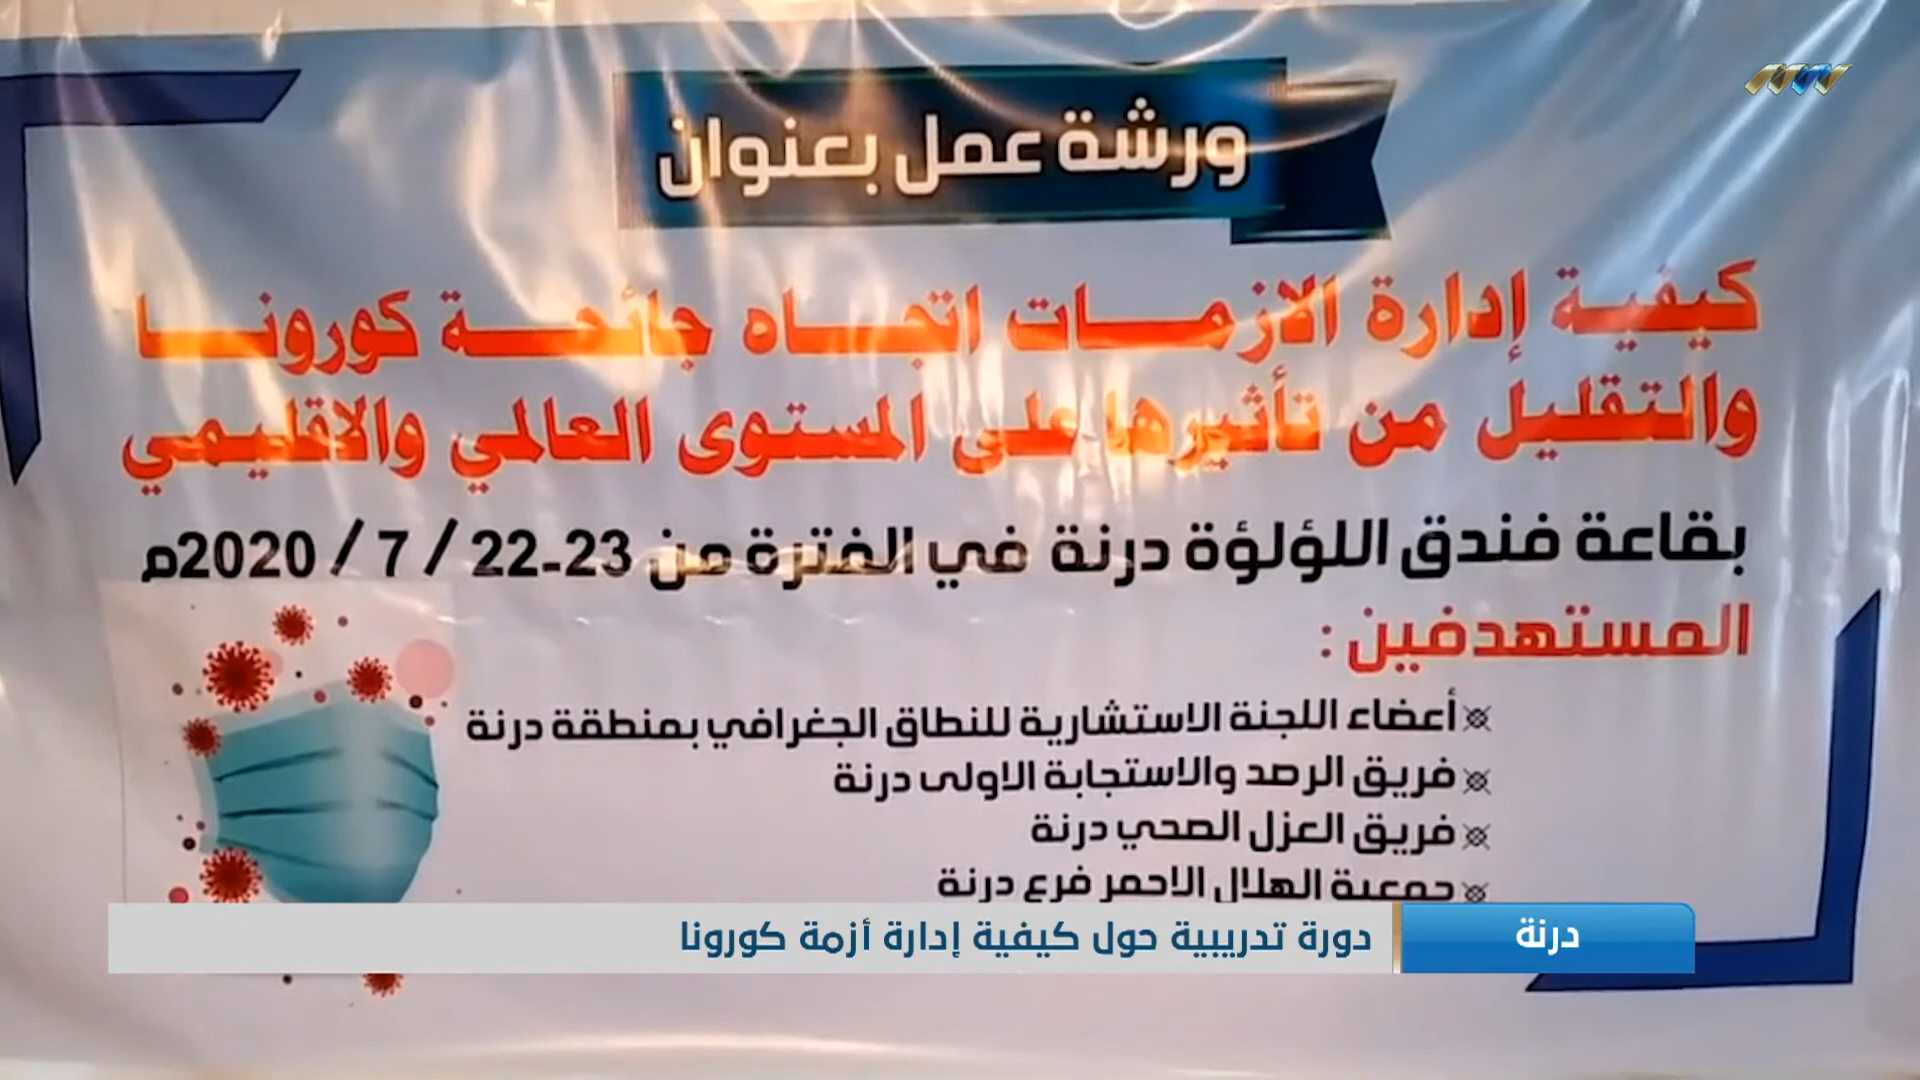 ورشة عمل بعنوان
كيفية إدارة الازمات اتجاه جائحة كورونا
والتقليل من تأثيرها على المستوى العالمي والاقليمي
بقاعة فندق اللؤلؤة درنة في الفترة من 23-22 / 7 / 2020م
المستهدفين :
أعضاء اللجنة الاستشارية للنطاق الجغرافي بمنطقة درنة
فريق الرصد والاستجابة الاولى درنة
فريق العزل الصحي درنة
جمعية الهلال الاحمر فرع درنة
درنة
دورة تدريبية حول كيفية إدارة أزمة كورونا